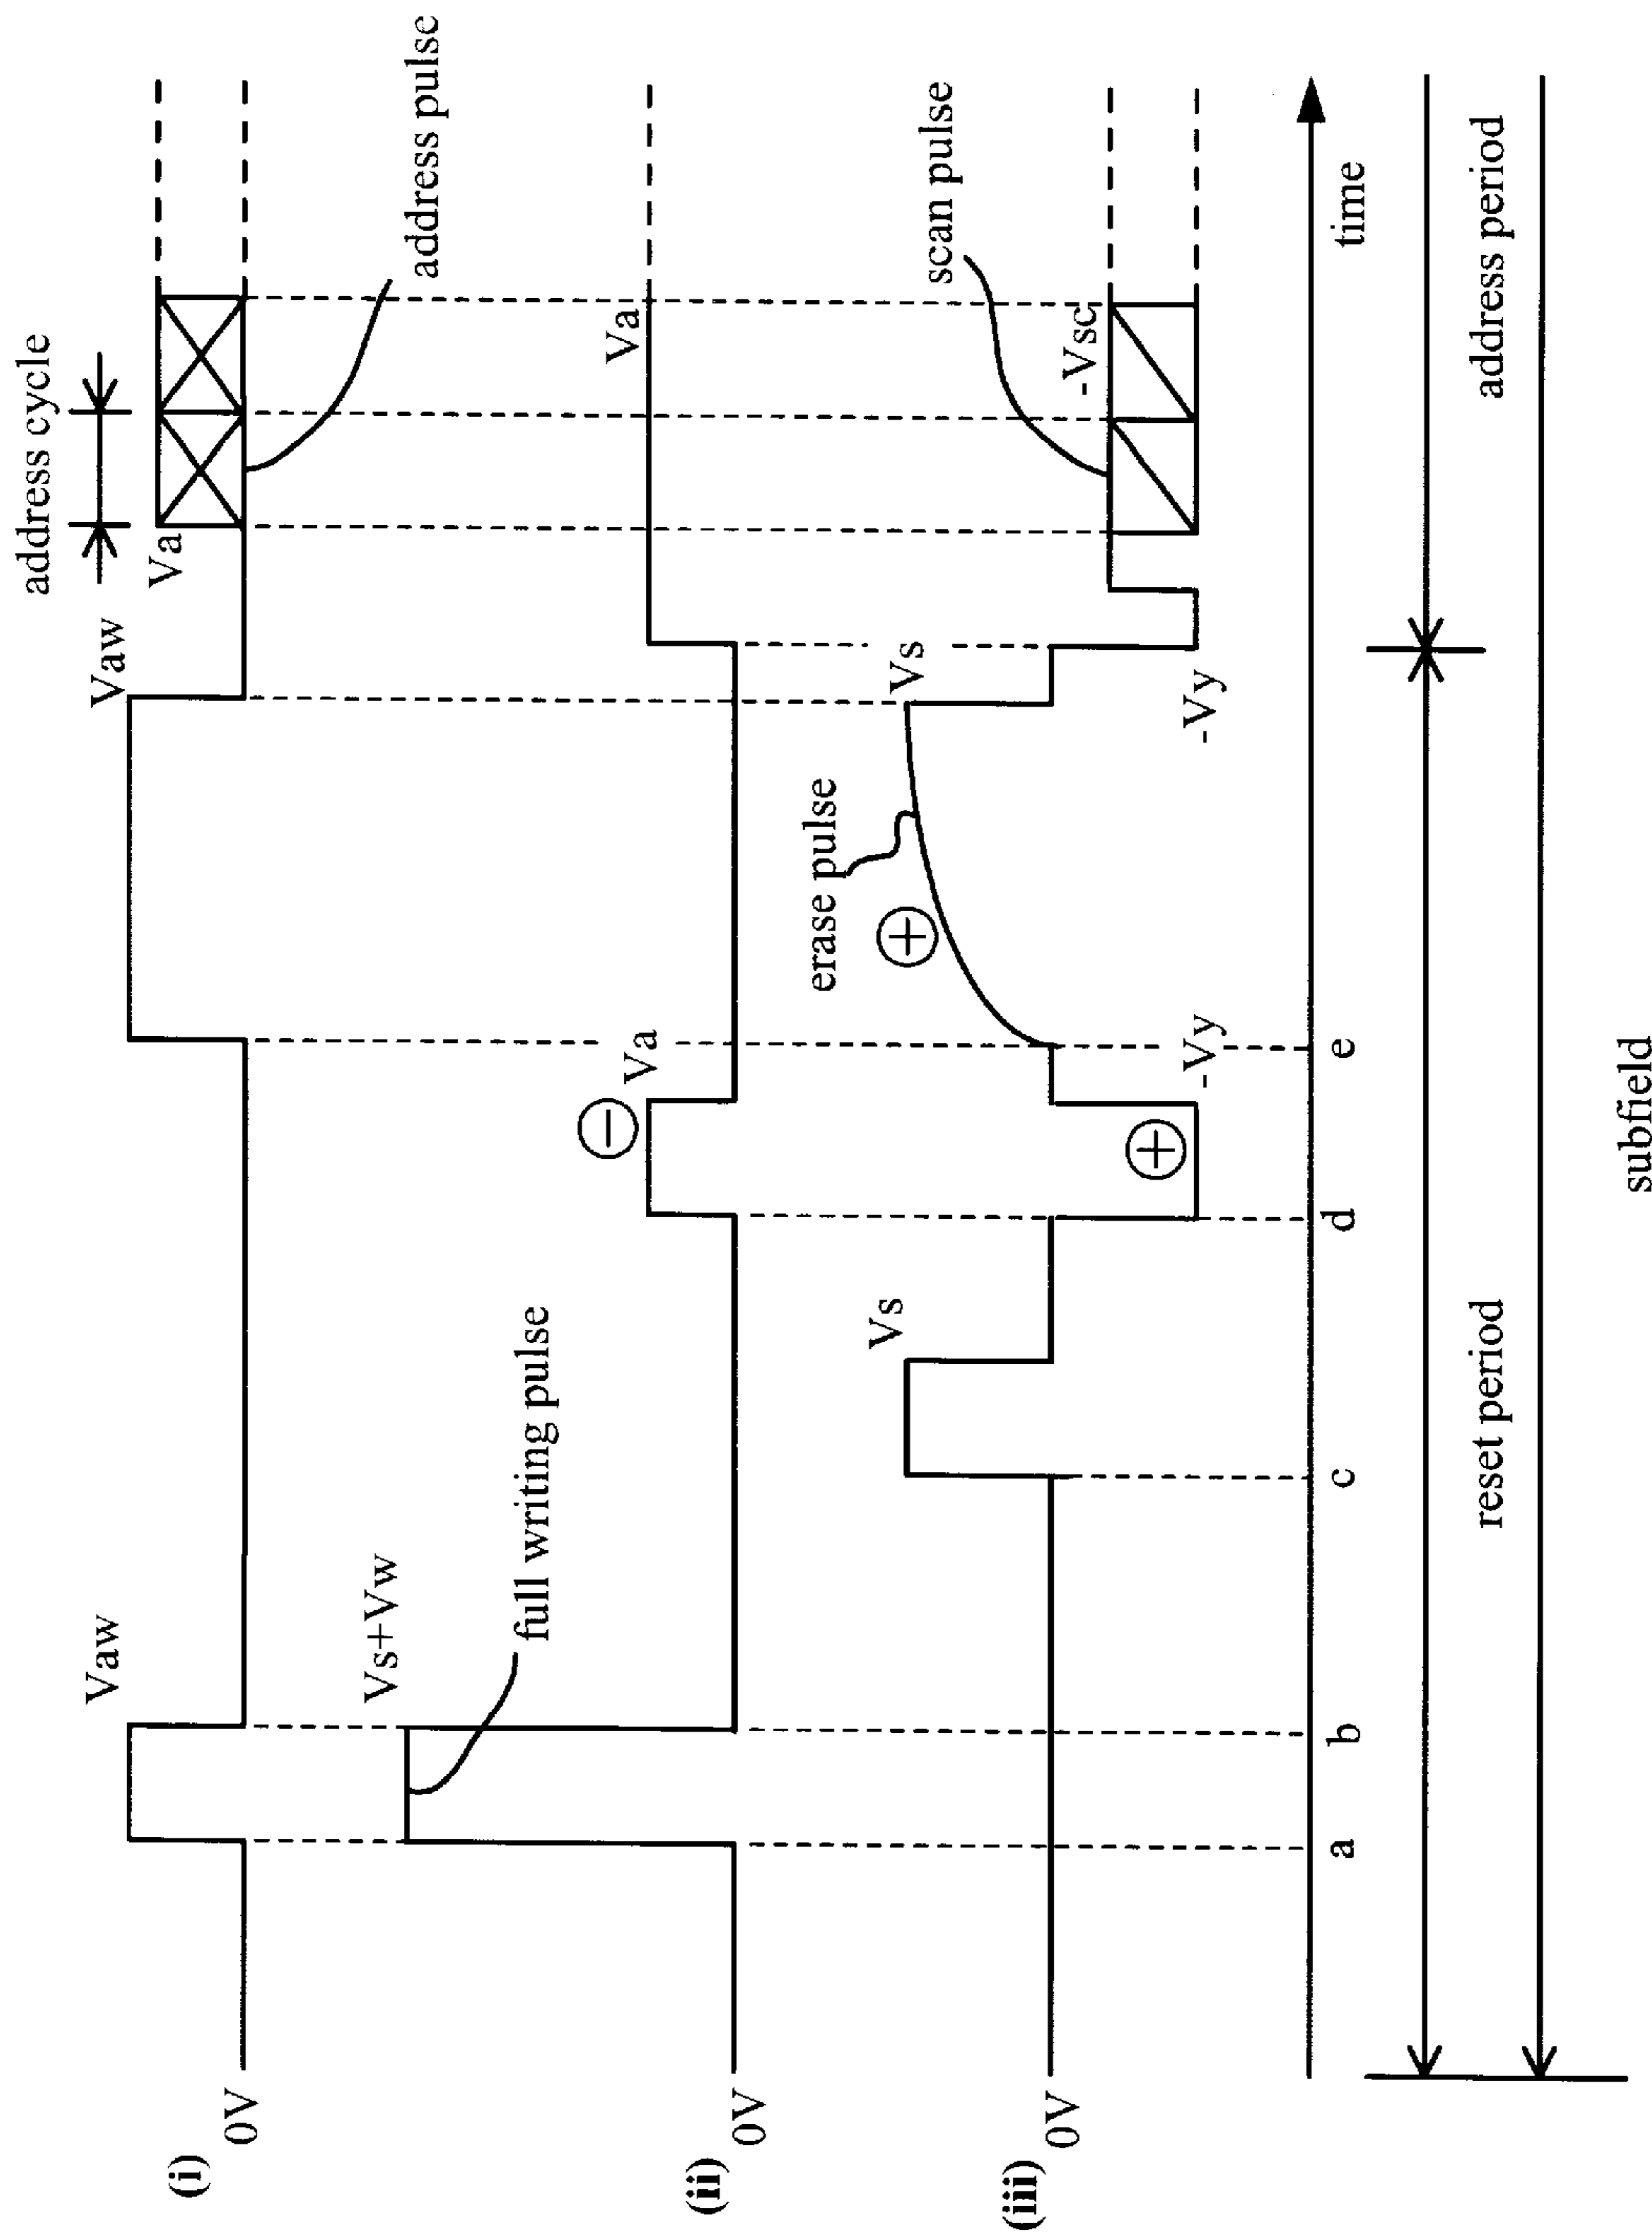 address cycle
Vaw
Vaw
Va
address pulse
(i)
0V
Vs+Vw
full writing pulse
−
Va
Va
(ii)
0V
Vs
erase pulse
+
Vs
scan pulse
(iii)
0V
+
-Vy
-Vy
-Vsc
a
b
c
d
e
time
reset period
address period
subfield